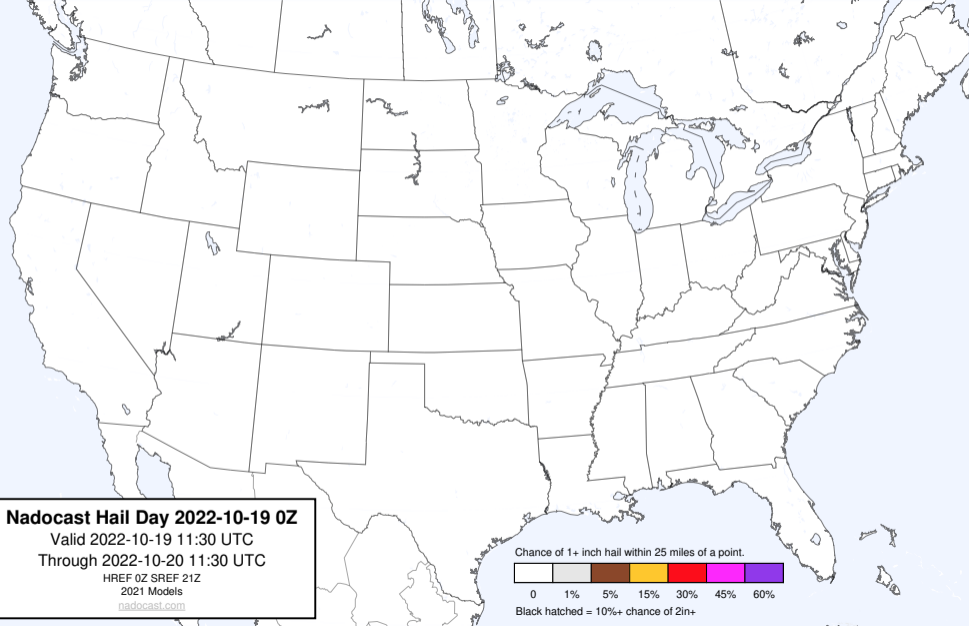 Nadocast Hail Day 2022-10-19 0Z
Valid 2022-10-19 11:30 UTC
Through 2022-10-20 11:30 UTC
HREF 0Z SREF 21Z
2021 Models
nadocast.com
Chance of 1+ inch hail within 25 miles of a point.
0 1% 5% 15% 30% 45% 60%
Black hatched = 10%+ chance of 2in+